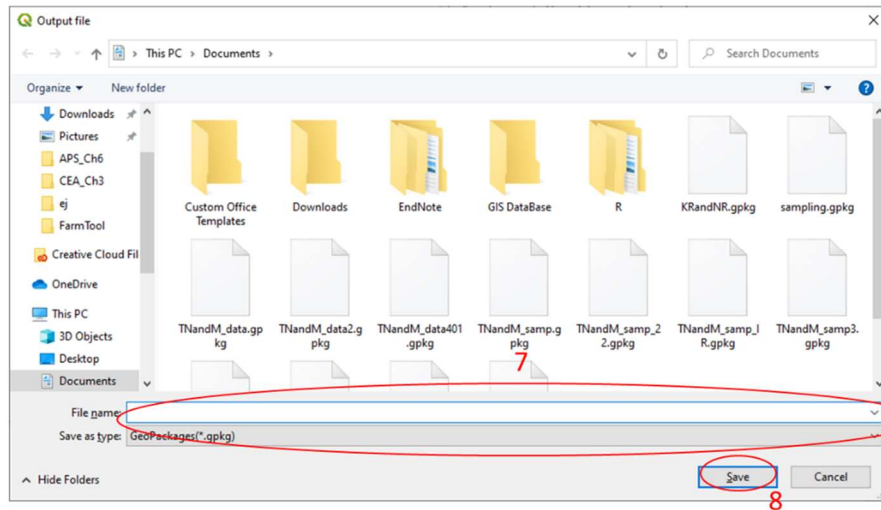 Output file
This PC > Documents >
Search Documents
Organize
New folder
Downloads
Pictures
APS_Ch6
CEA_Ch3
ej
FarmTool
Creative Cloud Fil
OneDrive
This PC
3D Objects
Desktop
Documents
Custom Office
Templates
Downloads
EndNote
GIS DataBase
R
KRandNR.gpkg
sampling.gpkg
TNandM_data.gp
kg
TNandM_data2.g
pkg
TNandM_data401
.gpkg
TNandM_samp.g
pkg
TNandM_samp_2
2.gpkg
TNandM_samp_I
R.gpkg
TNandM_samp3.
gpkg
7
File name:
Save as type: GeoPackages(*.gpkg)
Hide Folders
Save
Cancel
8